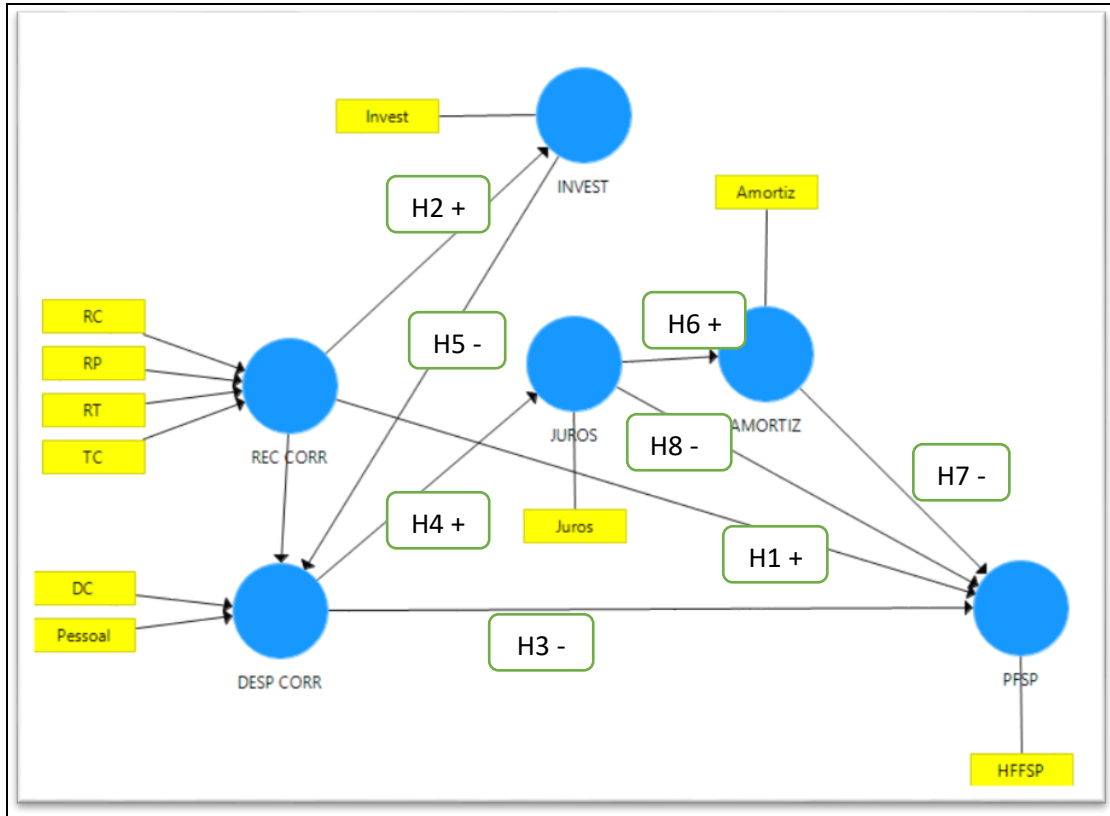 Invest
INVEST
H2 +
Amortiz
RC
RP
RT
TC
REC CORR
H5 -
H6 +
JUROS
AMORTIZ
H8 -
H7 -
H4 +
Juros
H1 +
DC
Pessoal
DESP CORR
H3 -
PFSP
HFFSP